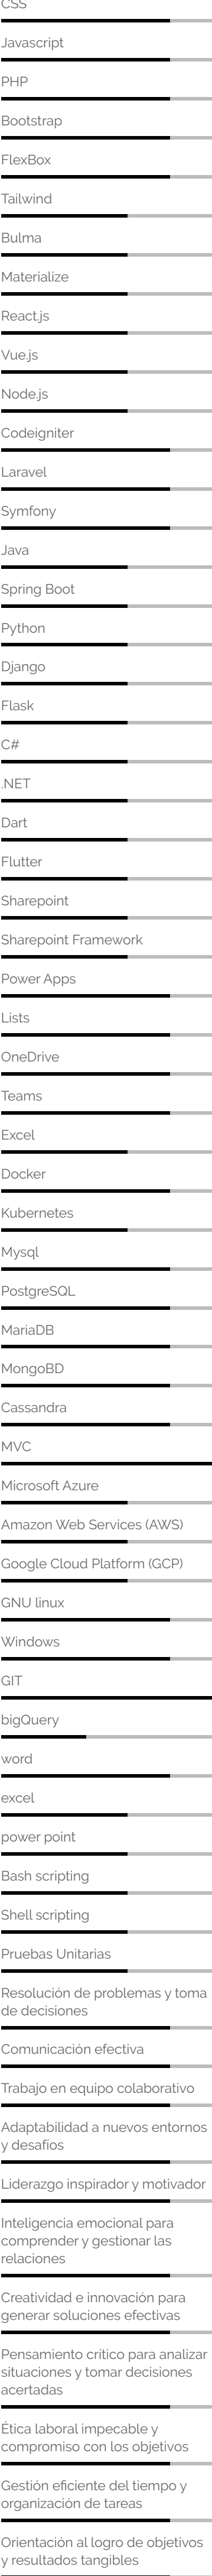 CSS
Javascript
PHP
Bootstrap
FlexBox
Tailwind
Bulma
Materialize
React.js
Vue.js
Node.js
Codeigniter
Laravel
Symfony
Java
Spring Boot
Python
Django
Flask
C#
.NET
Dart
Flutter
Sharepoint
Sharepoint Framework
Power Apps
Lists
OneDrive
Teams
Excel
Docker
Kubernetes
Mysql
PostgreSQL
MariaDB
MongoBD
Cassandra
MVC
Microsoft Azure
Amazon Web Services (AWS)
Google Cloud Platform (GCP)
GNU linux
Windows
GIT
bigQuery
word
excel
power point
Bash scripting
Shell scripting
Pruebas Unitarias
Resolución de problemas y toma
de decisiones
Comunicación efectiva
Trabajo en equipo colaborativo
Adaptabilidad a nuevos entornos
y desafíos
Liderazgo inspirador y motivador
Inteligencia emocional para
comprender y gestionar las
relaciones
Creatividad e innovación para
generar soluciones efectivas
Pensamiento crítico para analizar
situaciones y tomar decisiones
acertadas
Ética laboral impecable y
compromiso con los objetivos
Gestión eficiente del tiempo y
organización de tareas
Orientación al logro de objetivos
y resultados tangibles